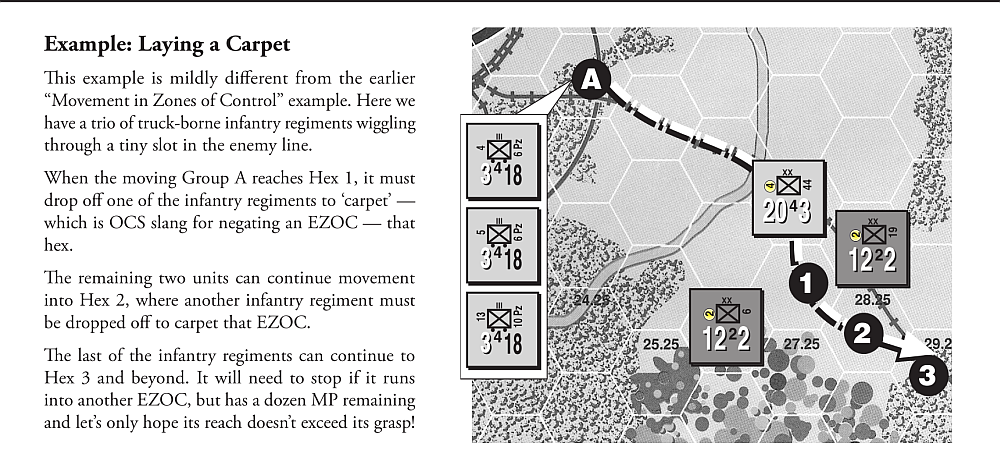 Example: Laying a Carpet
This example is mildly different from the earlier
“Movement in Zones of Control” example. Here we
have a trio of truck-borne infantry regiments wiggling
through a tiny slot in the enemy line.
When the moving Group A reaches Hex 1, it must
drop off one of the infantry regiments to ‘carpet’ —
which is OCS slang for negating an EZOC — that
hex.
The remaining two units can continue movement
into Hex 2, where another infantry regiment must
be dropped off to carpet that EZOC.
The last of the infantry regiments can continue to
Hex 3 and beyond. It will need to stop if it runs
into another EZOC, but has a dozen MP remaining
and let’s only hope its reach doesn’t exceed its grasp!
A
4
III
6 Pz
3 4 18
5
III
6 Pz
3 4 18
13
III
10 Pz
3 4 18
XX
4
44
20 4 3
XX
2
19
12 2 2
XX
2
6
12 2 2
1
2
3
24.25
25.25
27.25
28.25
29.2